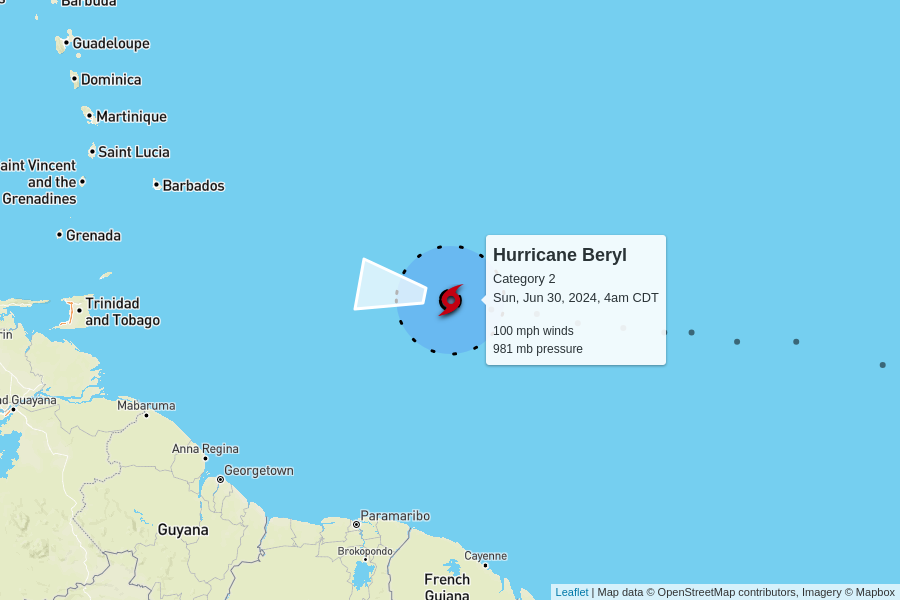 Barbuda
Guadeloupe
Dominica
Martinique
Saint Lucia
aint Vincent
and the
Grenadines
Barbados
Grenada
Hurricane Beryl
Category 2
Sun, Jun 30, 2024, 4am CDT
100 mph winds
981 mb pressure
Trinidad
and Tobago
rin
nd Guayana
Mabaruma
Anna Regina
Georgetown
Guyana
Paramaribo
Brokopondo
Cayenne
French
Guiana
Leaflet | Map data © OpenStreetMap contributors, Imagery © Mapbox